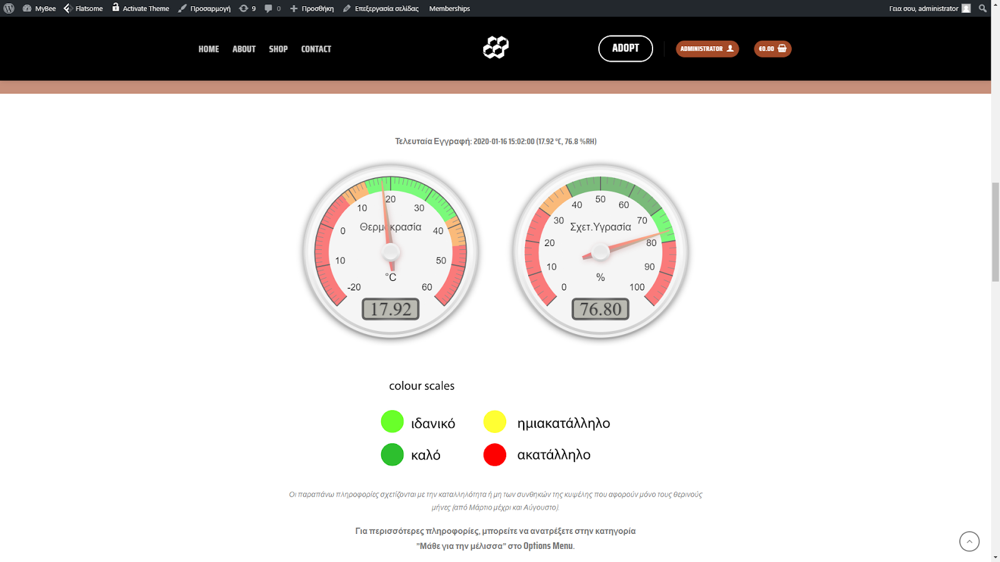 MyBee Flatsome Activate Theme Προσαρμογή 9 0 Προσθήκη Επεξεργασία σελίδας Memberships Γεια σου, administrator
HOME ABOUT SHOP CONTACT ADOPT ADMINISTRATOR €0.00
Τελευταία Εγγραφή: 2020-01-16 15:02:00 (17.92 °C, 76.8 %RH)
-20 10 0 10 20 30 40 50 60
Θερμοκρασία
°C
17.92
0 10 20 30 40 50 60 70 80 90 100
Σχετ.Υγρασία
%
76.80
colour scales
ιδανικό ημιακατάλληλο
καλό ακατάλληλο
Οι παραπάνω πληροφορίες σχετίζονται με την καταλληλότητα ή μη των συνθηκών της κυψέλης που αφορούν μόνο τους θερινούς
μήνες (από Μάρτιο μέχρι και Αύγουστο).
Για περισσότερες πληροφορίες, μπορείτε να ανατρέξετε στην κατηγορία
"Μάθε για την μέλισσα" στο Options Menu.